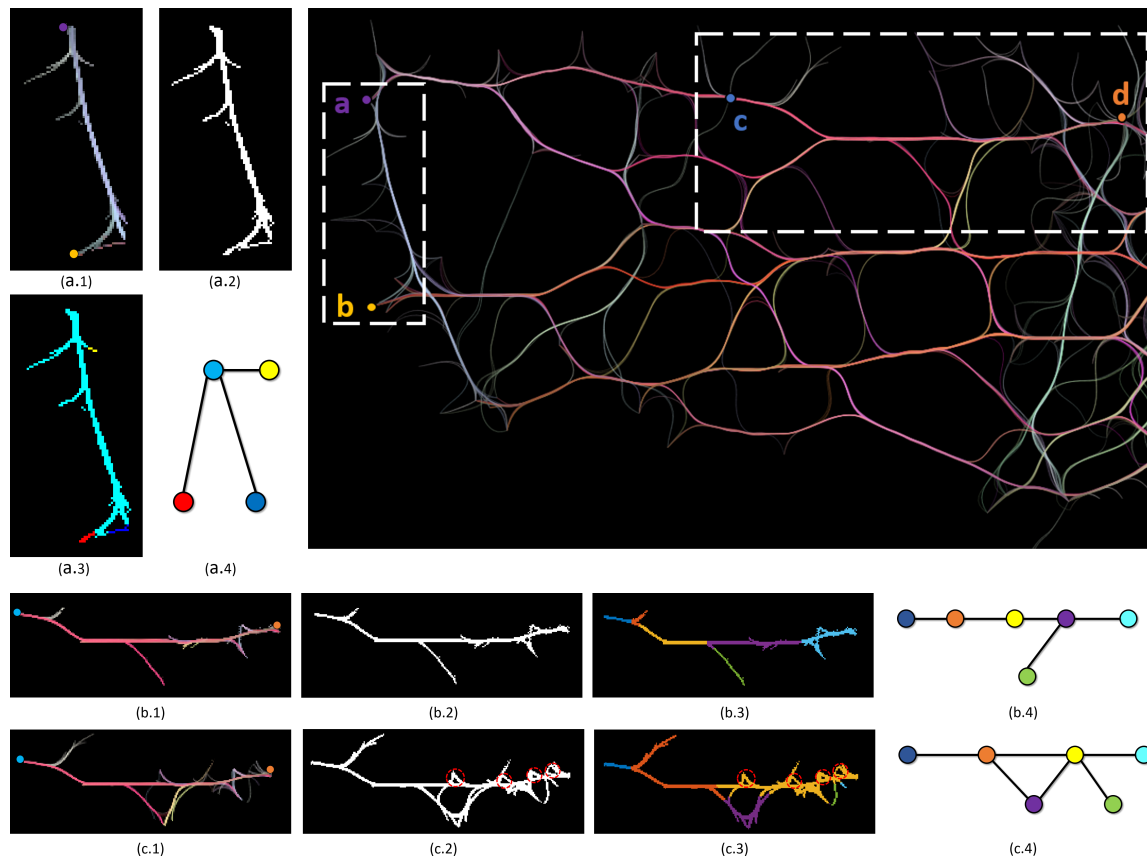 a
c
d
b
(a.1)
(a.2)
(a.3)
(a.4)
(b.1)
(b.2)
(b.3)
(b.4)
(c.1)
(c.2)
(c.3)
(c.4)